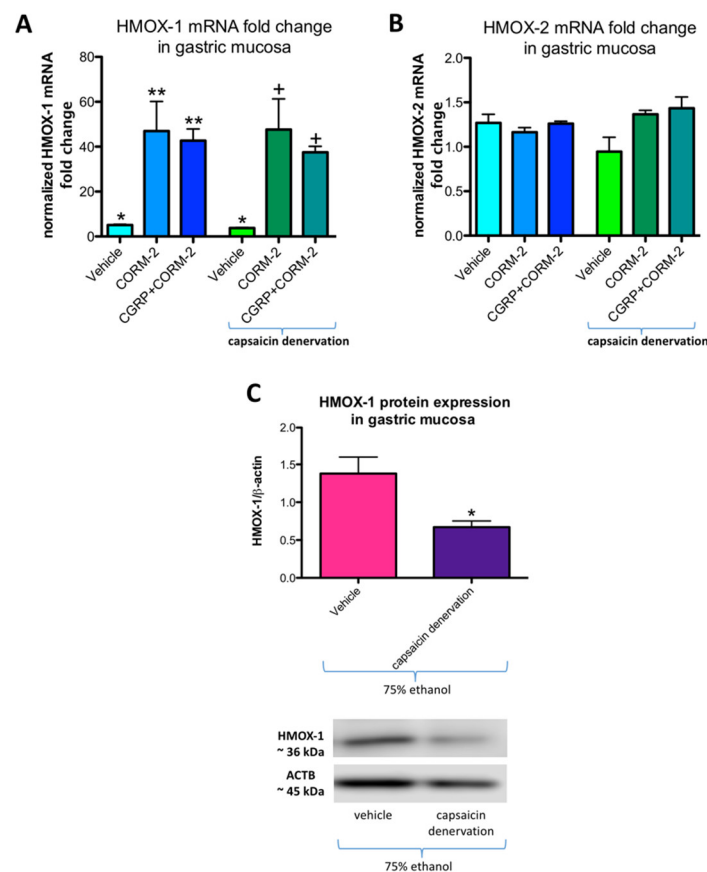 A
HMOX-1 mRNA fold change
in gastric mucosa
normalized HMOX-1 mRNA
fold change
80
60
40
20
0
*
**
**
*
+
+
Vehicle
CORM-2
CGRP+CORM-2
Vehicle
CORM-2
CGRP+CORM-2
capsaicin denervation
B
HMOX-2 mRNA fold change
in gastric mucosa
normalized HMOX-2 mRNA
fold change
2.0
1.5
1.0
0.5
0.0
Vehicle
CORM-2
CGRP+CORM-2
Vehicle
CORM-2
CGRP+CORM-2
capsaicin denervation
C
HMOX-1 protein expression
in gastric mucosa
HMOX-1/β-actin
2.0
1.5
1.0
0.5
0.0
*
Vehicle
capsaicin denervation
75% ethanol
HMOX-1
~ 36 kDa
ACTB
~ 45 kDa
vehicle
capsaicin
denervation
75% ethanol